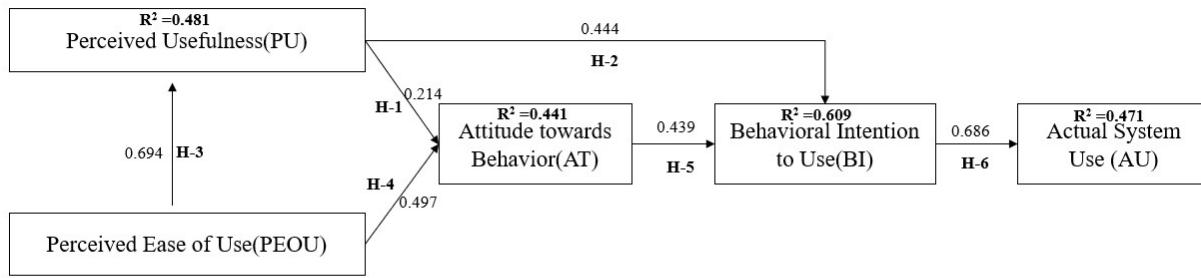 R² =0.481
Perceived Usefulness(PU)
0.444
H-2
H-1
0.214
R² =0.441
Attitude towards
Behavior(AT)
0.439
H-5
R² =0.609
Behavioral Intention
to Use(BI)
0.686
H-6
R² =0.471
Actual System
Use (AU)
0.694
H-3
H-4
0.497
Perceived Ease of Use(PEOU)